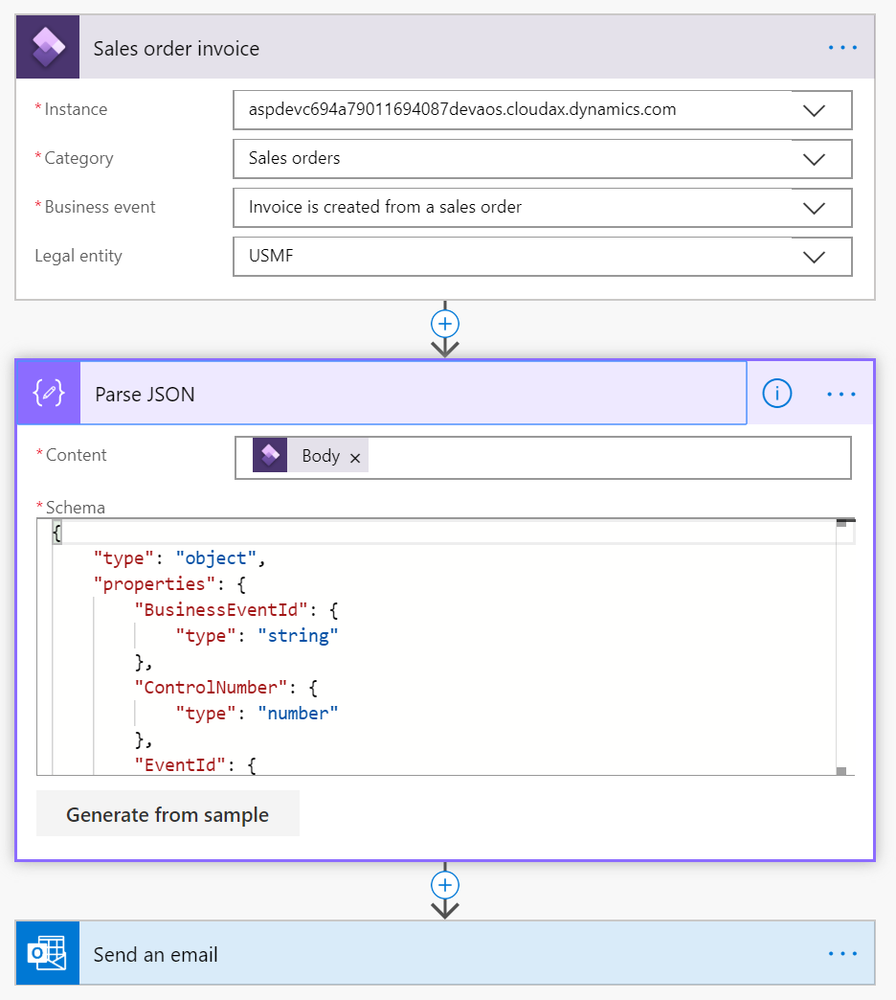 Sales order invoice
* Instance
aspdevc694a79011694087devaos.cloudax.dynamics.com
* Category
Sales orders
* Business event
Invoice is created from a sales order
Legal entity
USMF
Parse JSON
* Content
Body
* Schema
{
"type": "object",
"properties": {
"BusinessEventId": {
"type": "string"
},
"ControlNumber": {
"type": "number"
},
"EventId": {
Generate from sample
Send an email